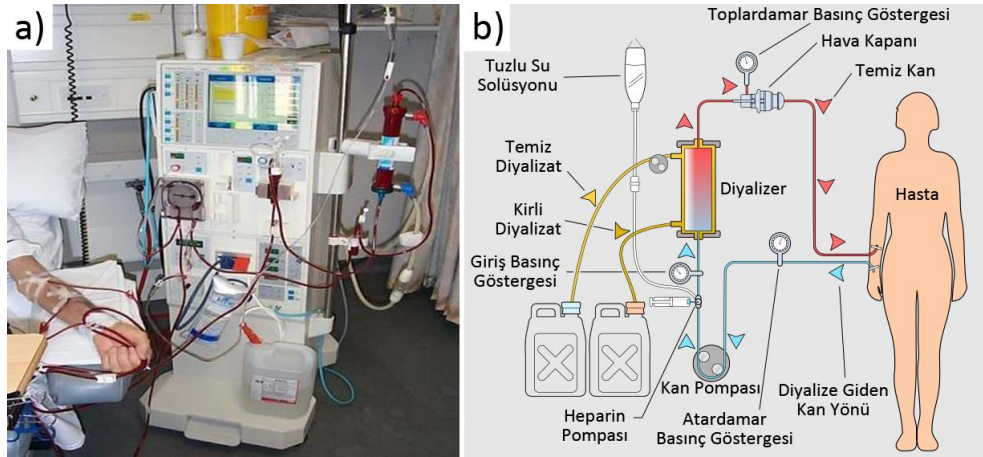 a)
b)
Toplardamar Basınç Göstergesi
Hava Kapanı
Temiz Kan
Tuzlu Su
Solüsyonu
Temiz
Diyalizat
Diyalizer
Hasta
Kirli
Diyalizat
Giriş Basınç
Göstergesi
Kan Pompası
Heparin
Pompası
Atardamar
Basınç Göstergesi
Diyalize Giden
Kan Yönü